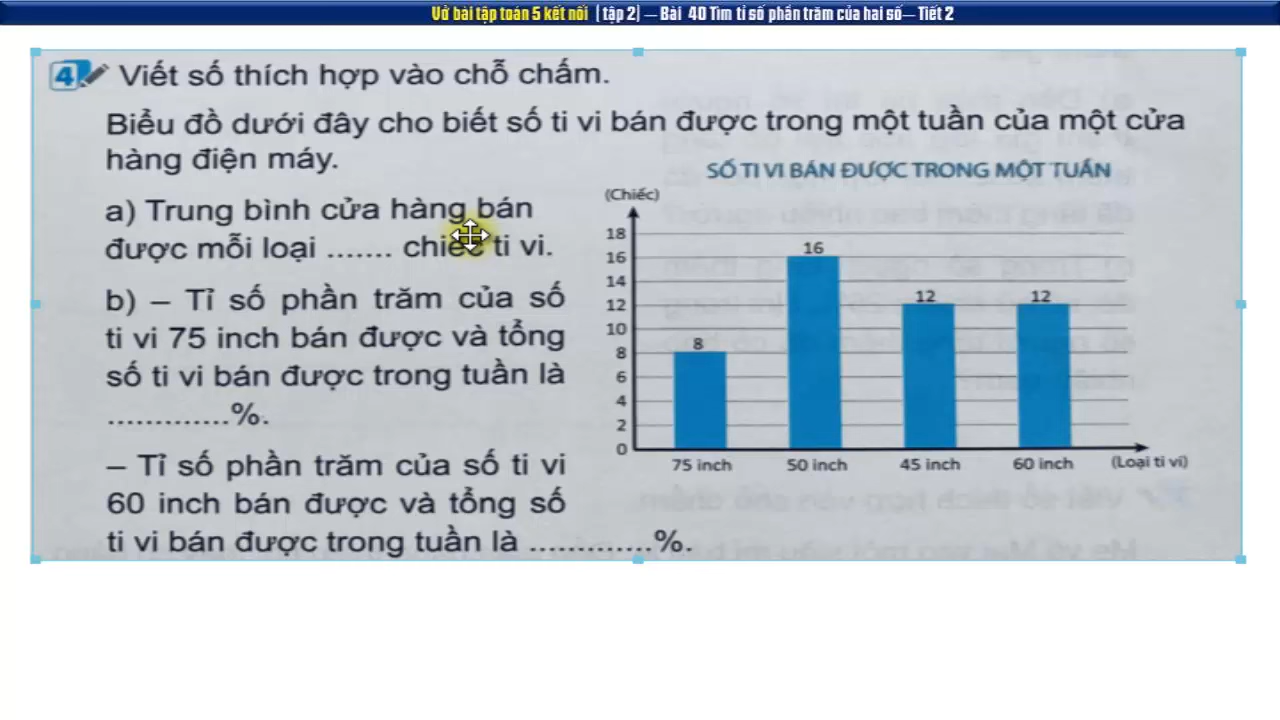 Vở bài tập toán 5 kết nối ( tập 2) – Bài 40 Tìm tỉ số phần trăm của hai số– Tiết 2
4 Viết số thích hợp vào chỗ chấm.
Biểu đồ dưới đây cho biết số ti vi bán được trong một tuần của một cửa
hàng điện máy.
a) Trung bình cửa hàng bán
được mỗi loại ....... chiếc ti vi.
b) – Tỉ số phần trăm của số
ti vi 75 inch bán được và tổng
số ti vi bán được trong tuần là
.............%.
– Tỉ số phần trăm của số ti vi
60 inch bán được và tổng số
ti vi bán được trong tuần là .............%.
SỐ TI VI BÁN ĐƯỢC TRONG MỘT TUẦN
(Chiếc)
18
16
14
12
10
8
6
4
2
0
8
16
12
12
75 inch 50 inch 45 inch 60 inch (Loại ti vi)